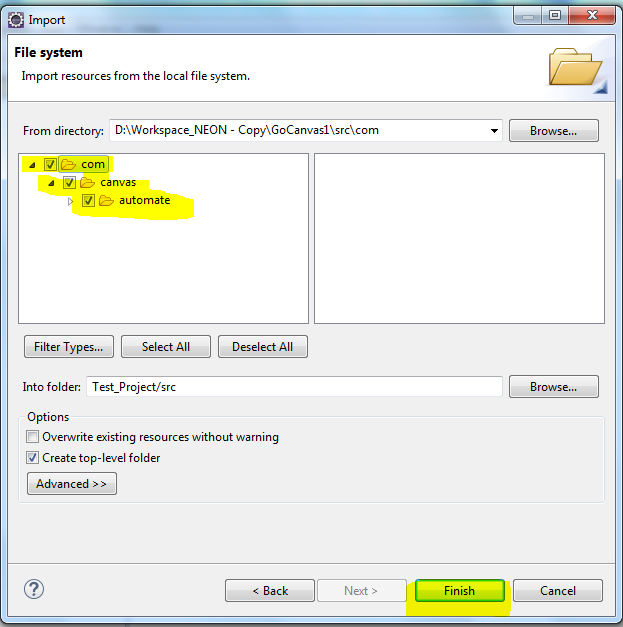 Import
File system
Import resources from the local file system.
From directory: D:\Workspace_NEON - Copy\GoCanvas1\src\com Browse...
com
canvas
automate
Filter Types... Select All Deselect All
Into folder: Test_Project/src Browse...
Options
Overwrite existing resources without warning
Create top-level folder
Advanced >>
? < Back Next > Finish Cancel